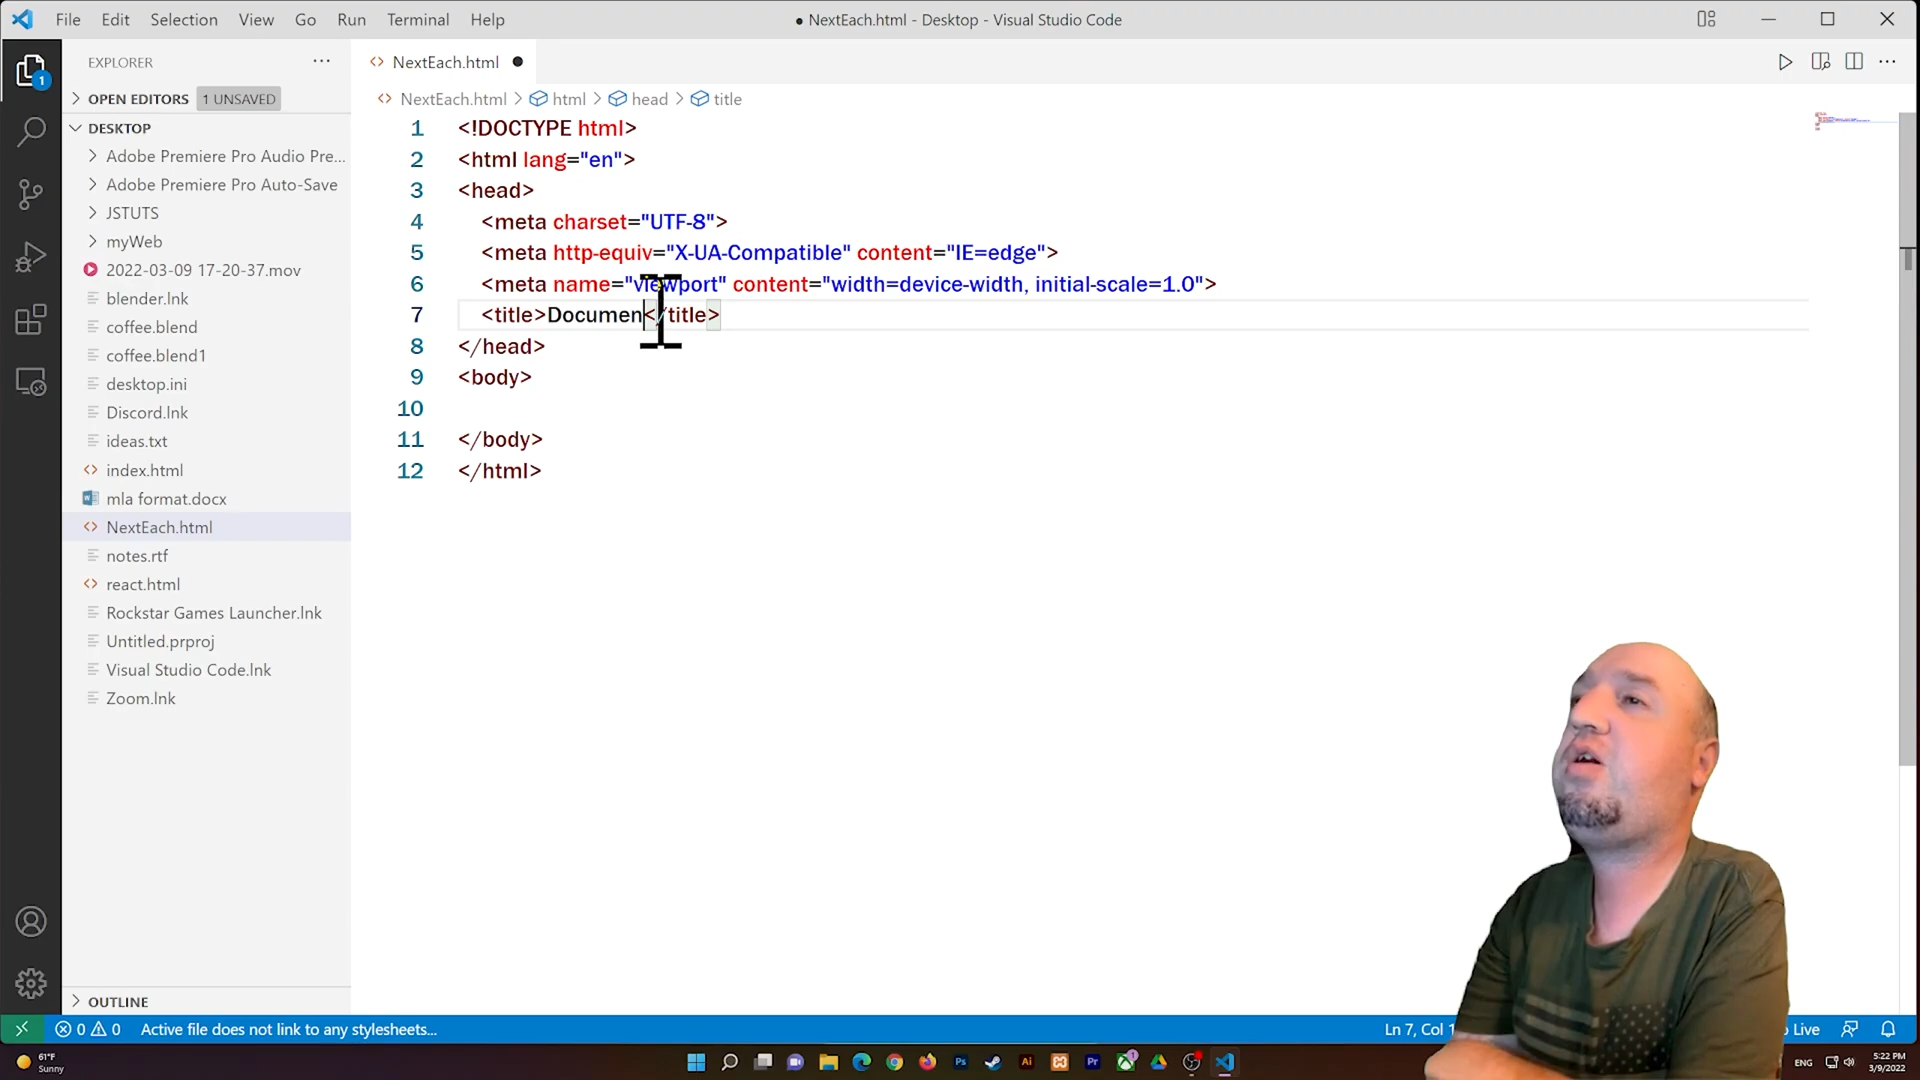 File Edit Selection View Go Run Terminal Help
● NextEach.html - Desktop - Visual Studio Code
EXPLORER
OPEN EDITORS 1 UNSAVED
DESKTOP
Adobe Premiere Pro Audio Pre...
Adobe Premiere Pro Auto-Save
JSTUTS
myWeb
2022-03-09 17-20-37.mov
blender.lnk
coffee.blend
coffee.blend1
desktop.ini
Discord.lnk
ideas.txt
index.html
mla format.docx
NextEach.html
notes.rtf
react.html
Rockstar Games Launcher.lnk
Untitled.prproj
Visual Studio Code.lnk
Zoom.lnk
OUTLINE
1
NextEach.html
NextEach.html > html > head > title
1 <!DOCTYPE html>
2 <html lang="en">
3 <head>
4 <meta charset="UTF-8">
5 <meta http-equiv="X-UA-Compatible" content="IE=edge">
6 <meta name="viewport" content="width=device-width, initial-scale=1.0">
7 <title>Documen</title>
8 </head>
9 <body>
10
11 </body>
12 </html>
0 0 Active file does not link to any stylesheets...
Ln 7, Col
Live
61°F
Sunny
Ps
Ai
Pr
1
ENG
5:22 PM
3/9/2022